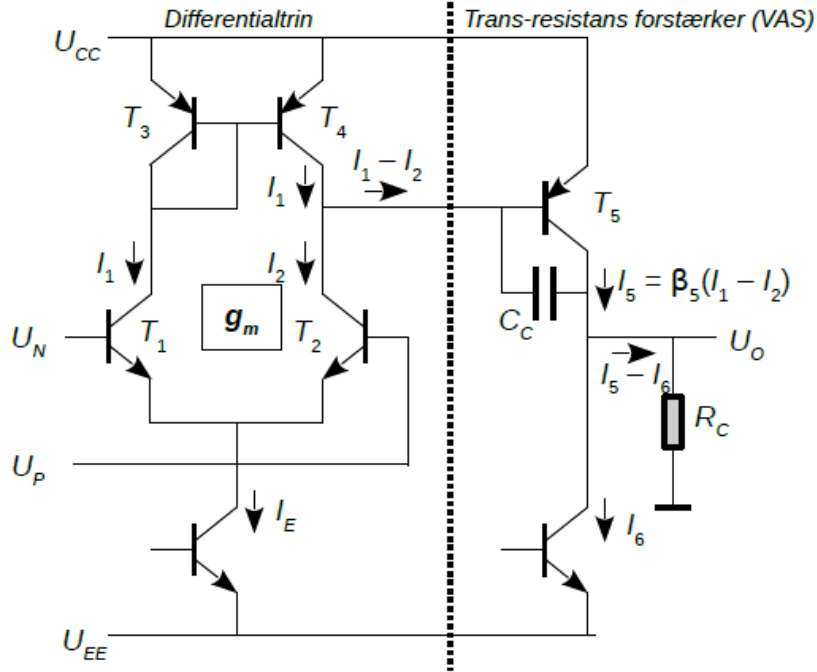 Differentialtrin
Trans-resistans forstærker (VAS)
U_CC
T_3
T_4
I_1 – I_2
I_1
T_5
I_1
I_2
I_5 = β_5(I_1 – I_2)
g_m
C_C
U_N
T_1
T_2
U_O
I_5 – I_6
R_C
U_P
I_E
I_6
U_EE